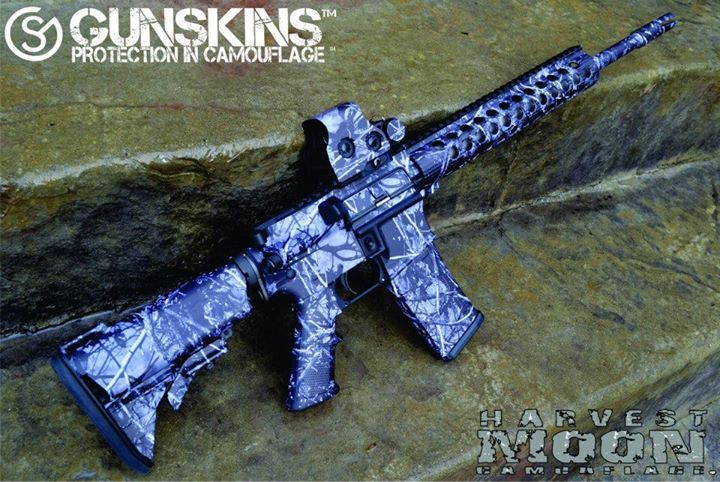 GUNSKINS™
PROTECTION IN CAMOUFLAGE™
HARVEST
MOON
CAMOUFLAGE.